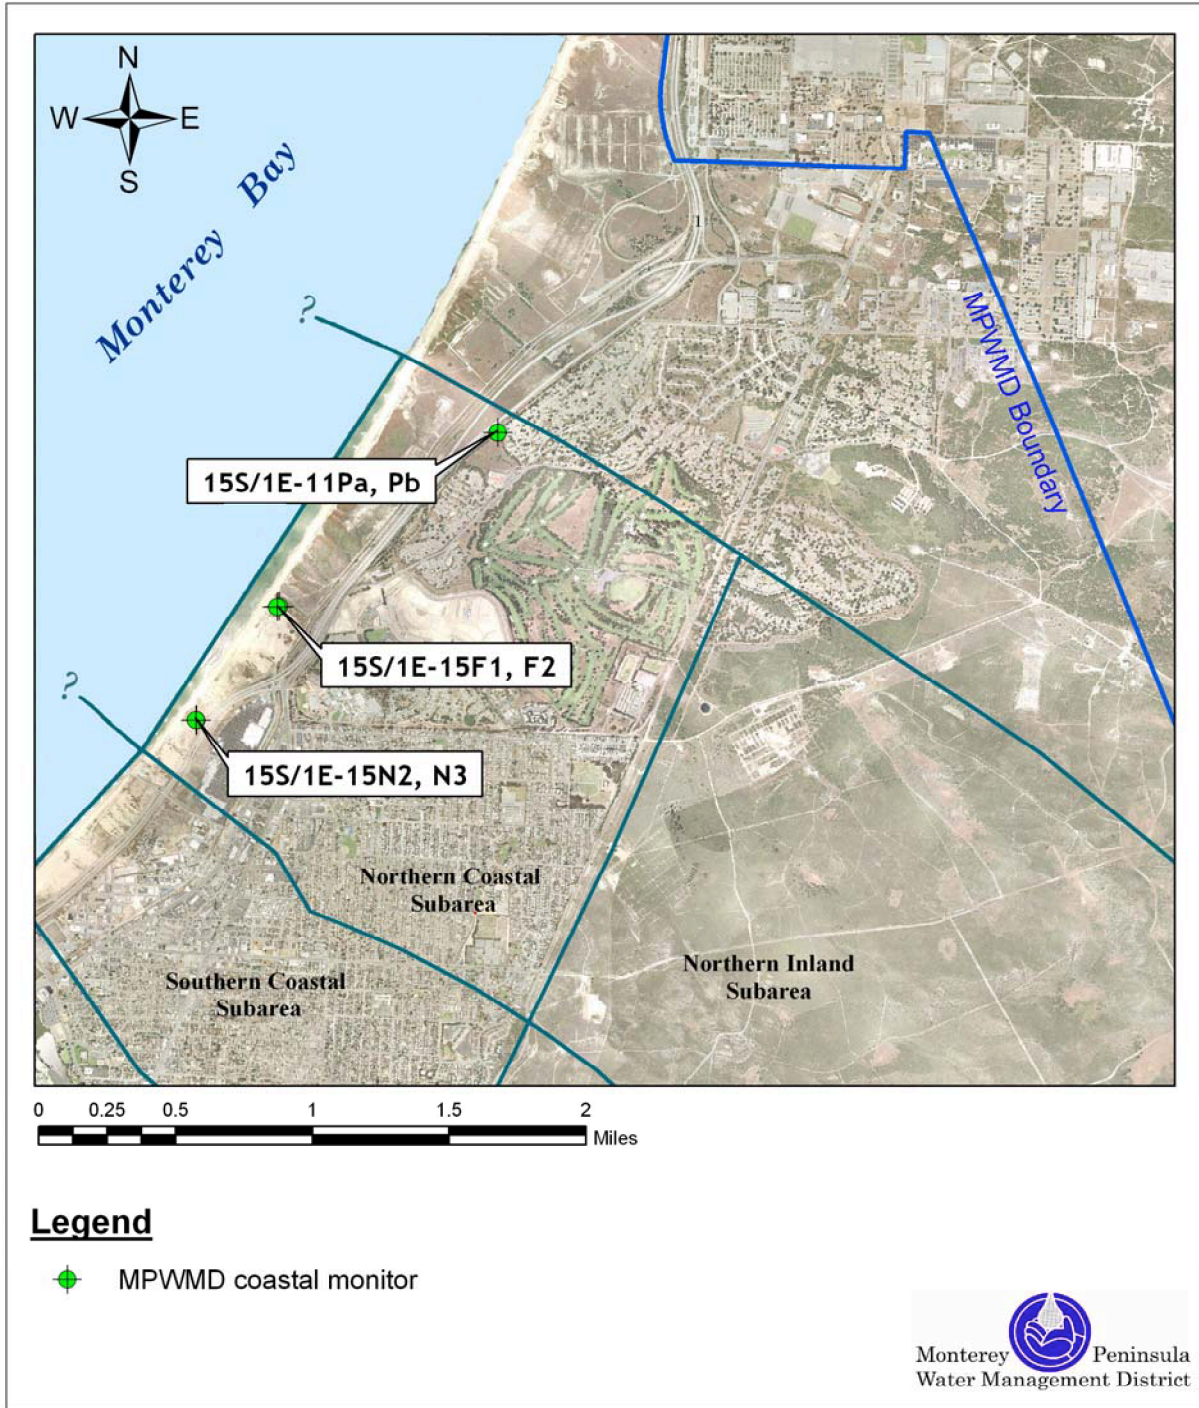 N
W E
S
Monterey Bay
1
?
MPWMD Boundary
15S/1E-11Pa, Pb
15S/1E-15F1, F2
?
15S/1E-15N2, N3
Northern Coastal
Subarea
Southern Coastal
Subarea
Northern Inland
Subarea
0 0.25 0.5 1 1.5 2
Miles
Legend
MPWMD coastal monitor
Monterey Peninsula
Water Management District